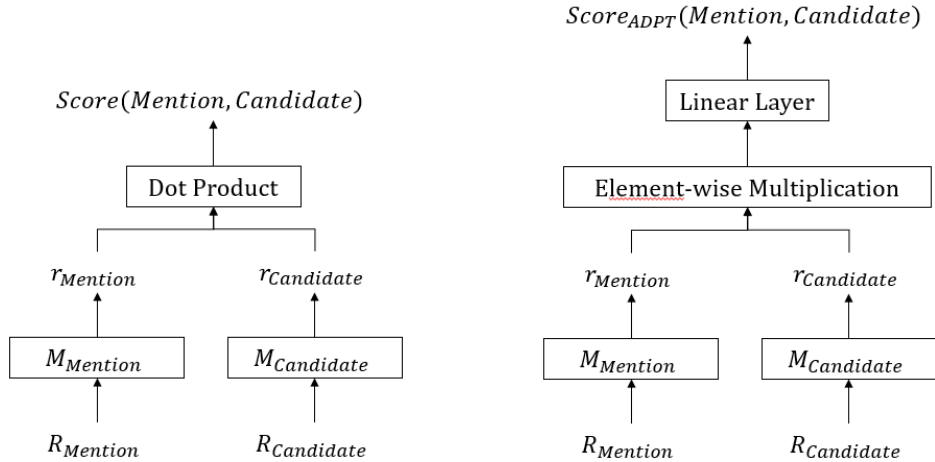 Score(Mention, Candidate)
Dot Product
r_Mention
r_Candidate
M_Mention
M_Candidate
R_Mention
R_Candidate
Score_ADPT(Mention, Candidate)
Linear Layer
Element-wise Multiplication
r_Mention
r_Candidate
M_Mention
M_Candidate
R_Mention
R_Candidate